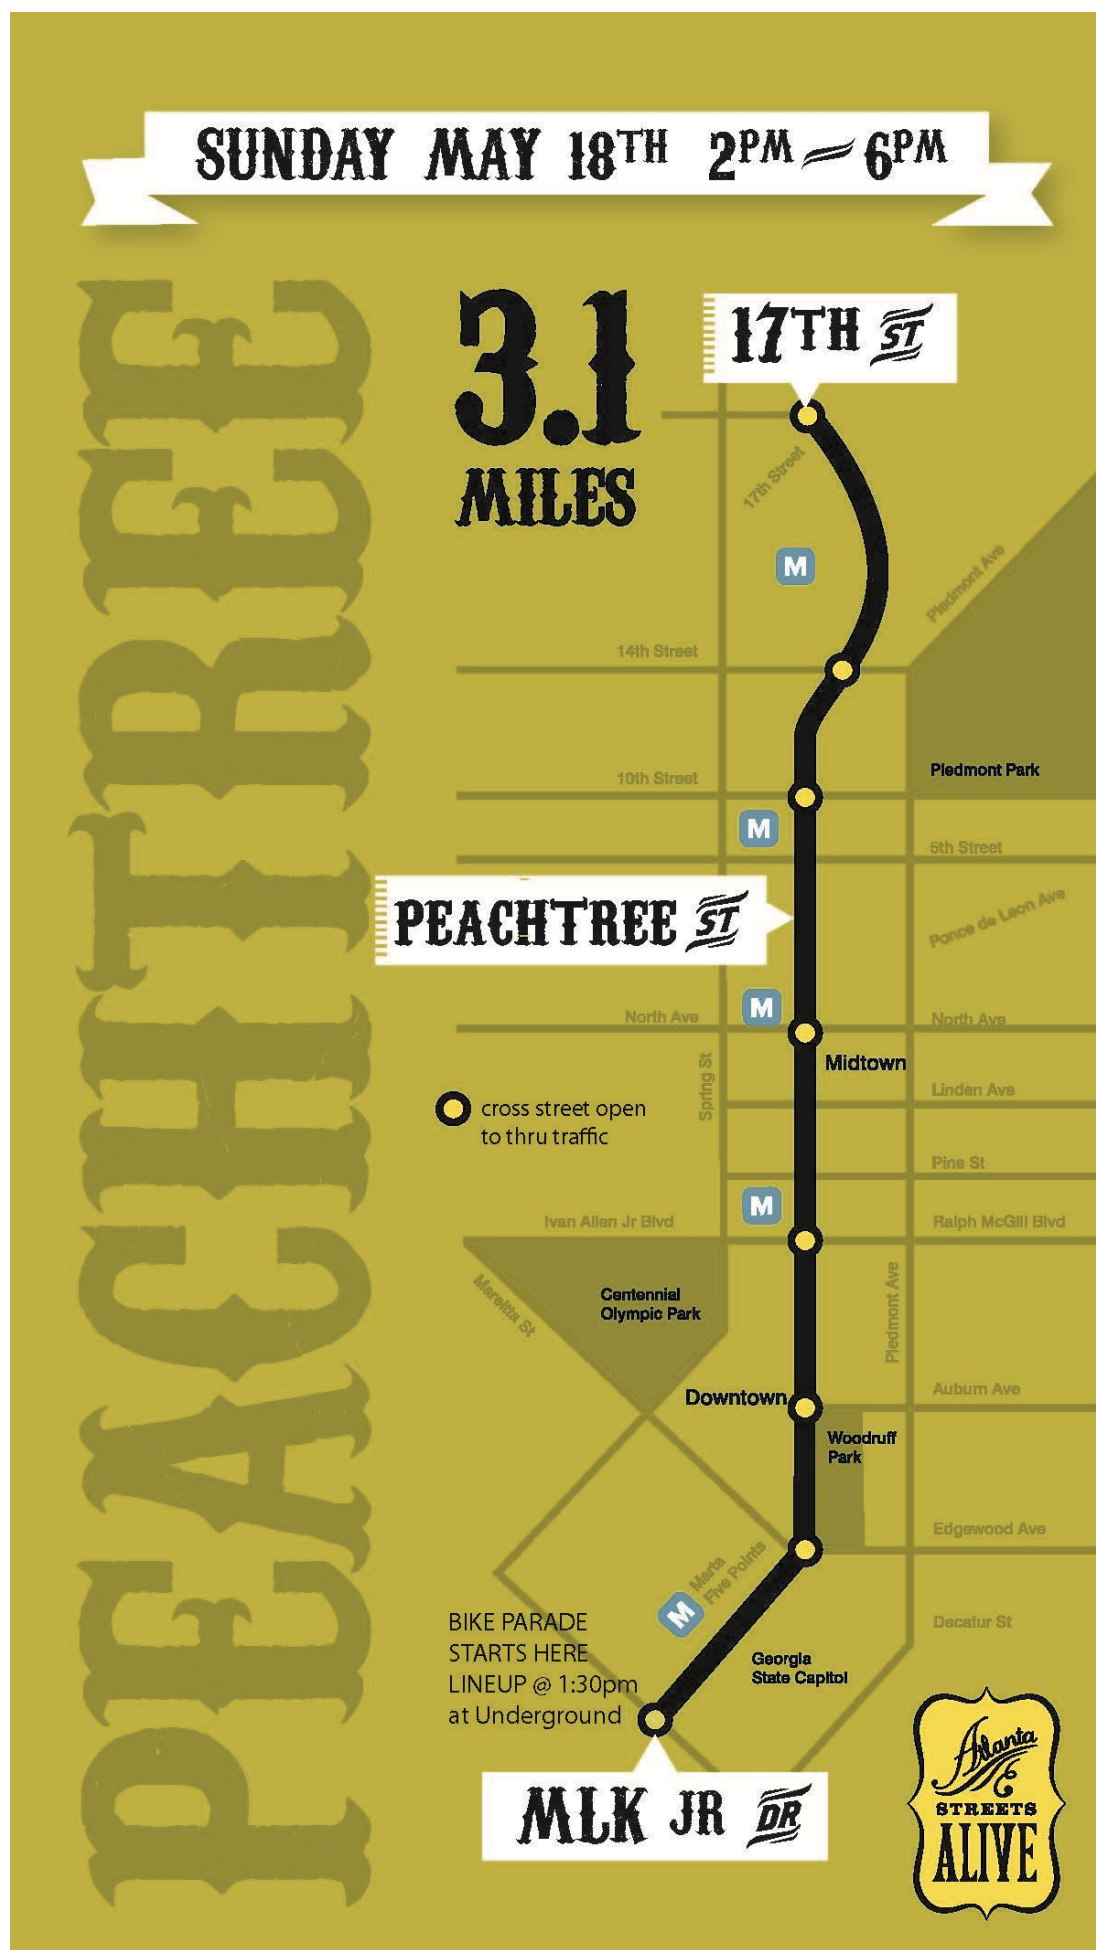 SUNDAY MAY 18TH 2PM – 6PM
PEACHTREE
3.1
MILES
17TH ST
17th Street
M
Piedmont Ave
14th Street
Piedmont Park
10th Street
M
5th Street
PEACHTREE ST
Ponce de Leon Ave
M
North Ave
North Ave
Midtown
Spring St
Linden Ave
cross street open
to thru traffic
Pine St
M
Ivan Allen Jr Blvd
Ralph McGill Blvd
Mareitta St
Centennial
Olympic Park
Piedmont Ave
Downtown
Auburn Ave
Woodruff
Park
Edgewood Ave
Marta
Five Points
M
BIKE PARADE
STARTS HERE
LINEUP @ 1:30pm
at Underground
Decatur St
Georgia
State Capitol
MLK JR DR
Atlanta
STREETS
ALIVE